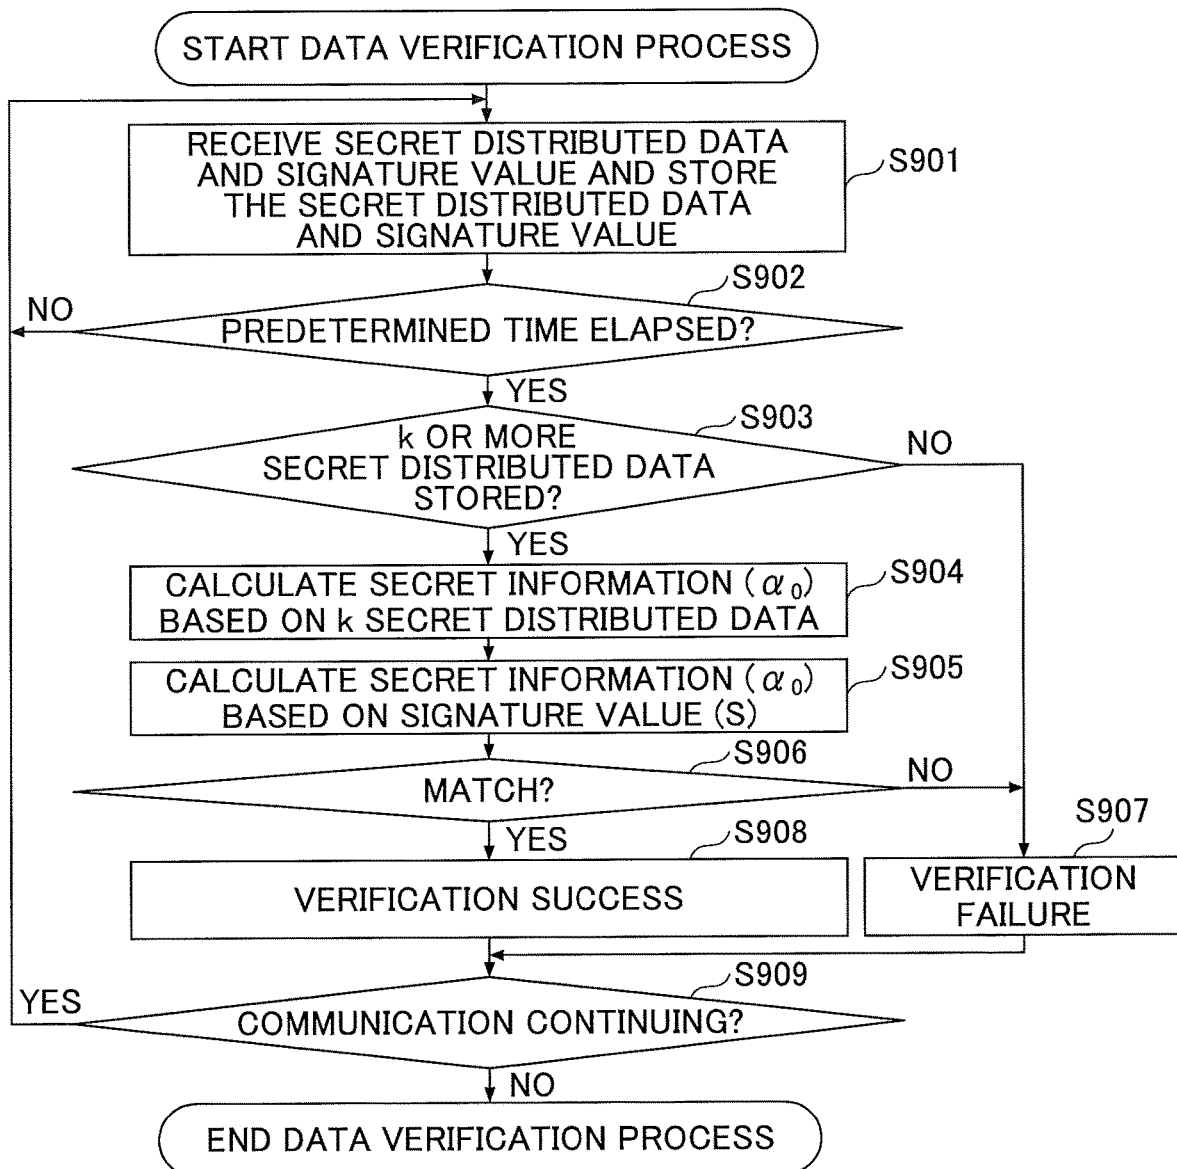 START DATA VERIFICATION PROCESS
RECEIVE SECRET DISTRIBUTED DATA
AND SIGNATURE VALUE AND STORE
THE SECRET DISTRIBUTED DATA
AND SIGNATURE VALUE
S901
S902
NO
PREDETERMINED TIME ELAPSED?
YES
S903
k OR MORE
SECRET DISTRIBUTED DATA
STORED?
NO
YES
S904
CALCULATE SECRET INFORMATION (α₀)
BASED ON k SECRET DISTRIBUTED DATA
S905
CALCULATE SECRET INFORMATION (α₀)
BASED ON SIGNATURE VALUE (S)
S906
MATCH?
NO
YES
S908
VERIFICATION SUCCESS
S907
VERIFICATION
FAILURE
S909
YES
COMMUNICATION CONTINUING?
NO
END DATA VERIFICATION PROCESS